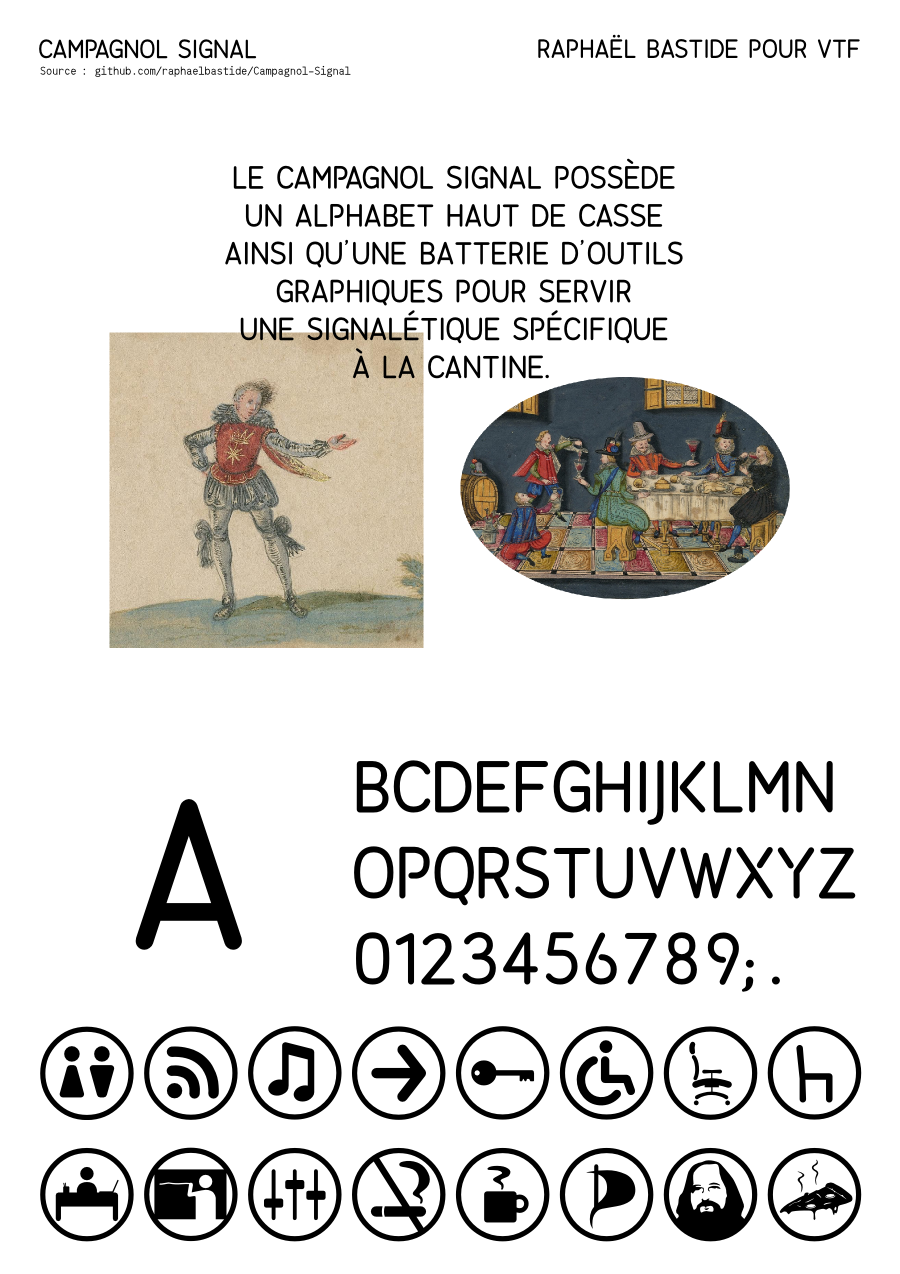 CAMPAGNOL SIGNAL
Source : github.com/raphaelbastide/Campagnol-Signal
RAPHAËL BASTIDE POUR VTF
LE CAMPAGNOL SIGNAL POSSÈDE
UN ALPHABET HAUT DE CASSE
AINSI QU’UNE BATTERIE D’OUTILS
GRAPHIQUES POUR SERVIR
UNE SIGNALÉTIQUE SPÉCIFIQUE
À LA CANTINE.
A
BCDEFGHIJKLMN
OPQRSTUVWXYZ
0123456789;.